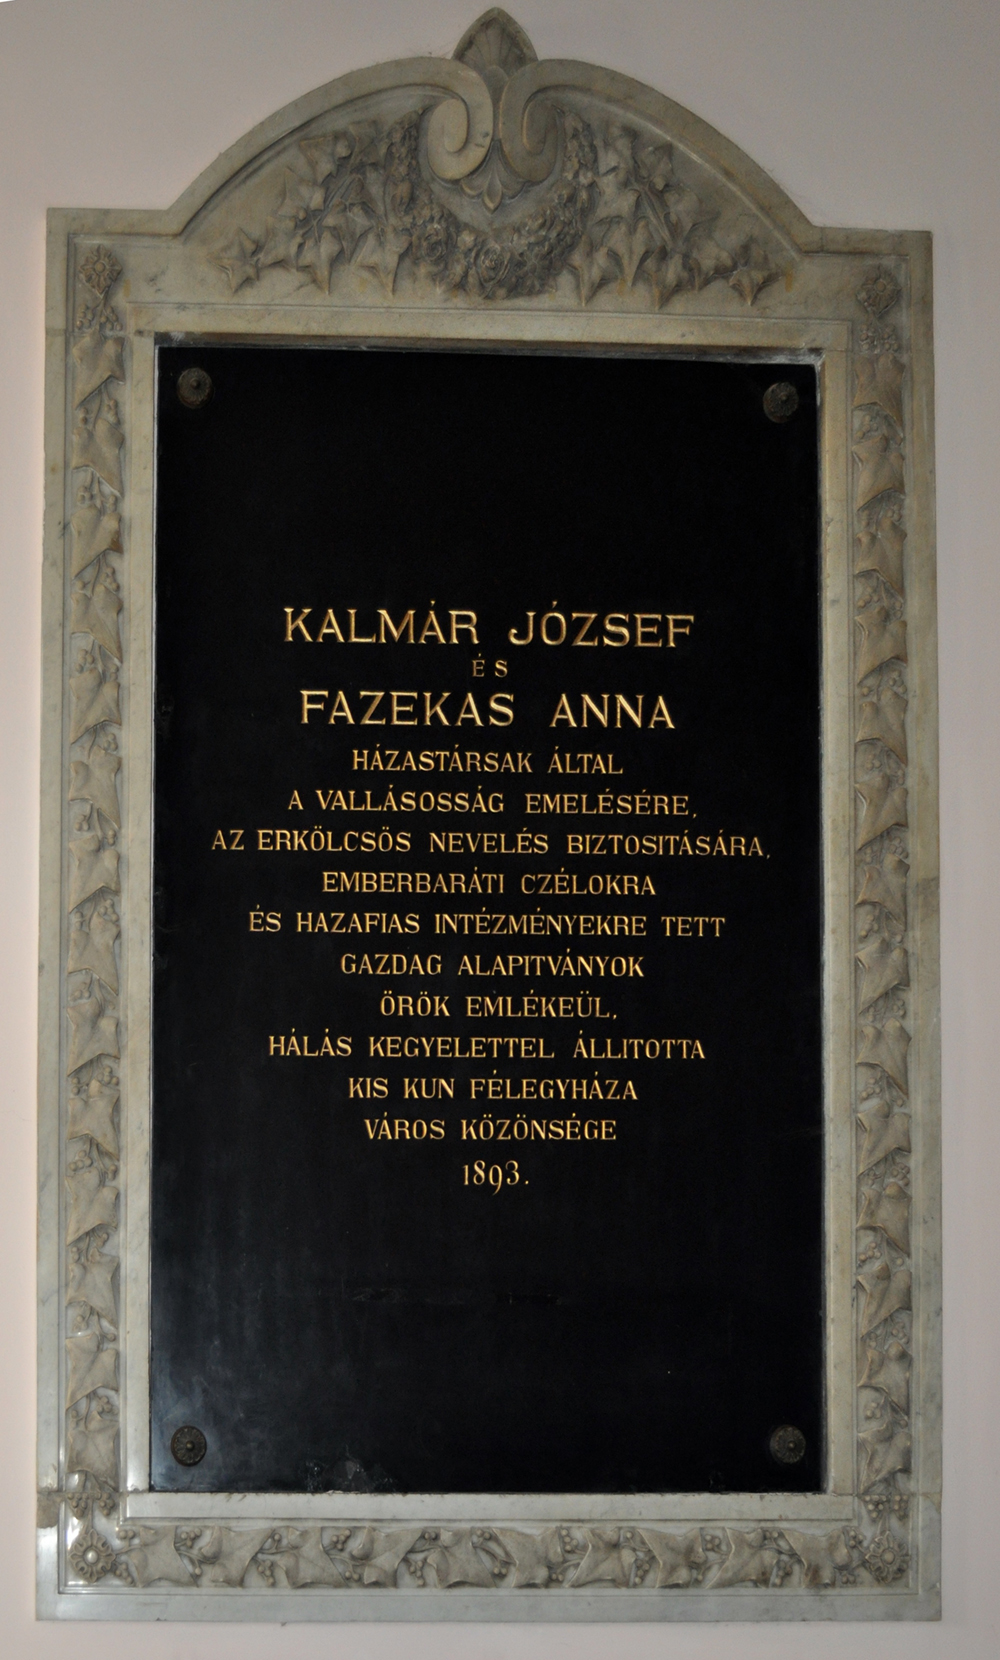 KALMÁR JÓZSEF
ÉS
FAZEKAS ANNA
HÁZASTÁRSAK ÁLTAL
A VALLÁSOSSÁG EMELÉSÉRE,
AZ ERKÖLCSÖS NEVELÉS BIZTOSITÁSÁRA,
EMBERBARÁTI CZÉLOKRA
ÉS HAZAFIAS INTÉZMÉNYEKRE TETT
GAZDAG ALAPITVÁNYOK
ÖRÖK EMLÉKEÜL,
HÁLÁS KEGYELETTEL ÁLLITOTTA
KIS KUN FÉLEGYHÁZA
VÁROS KÖZÖNSÉGE
1893.